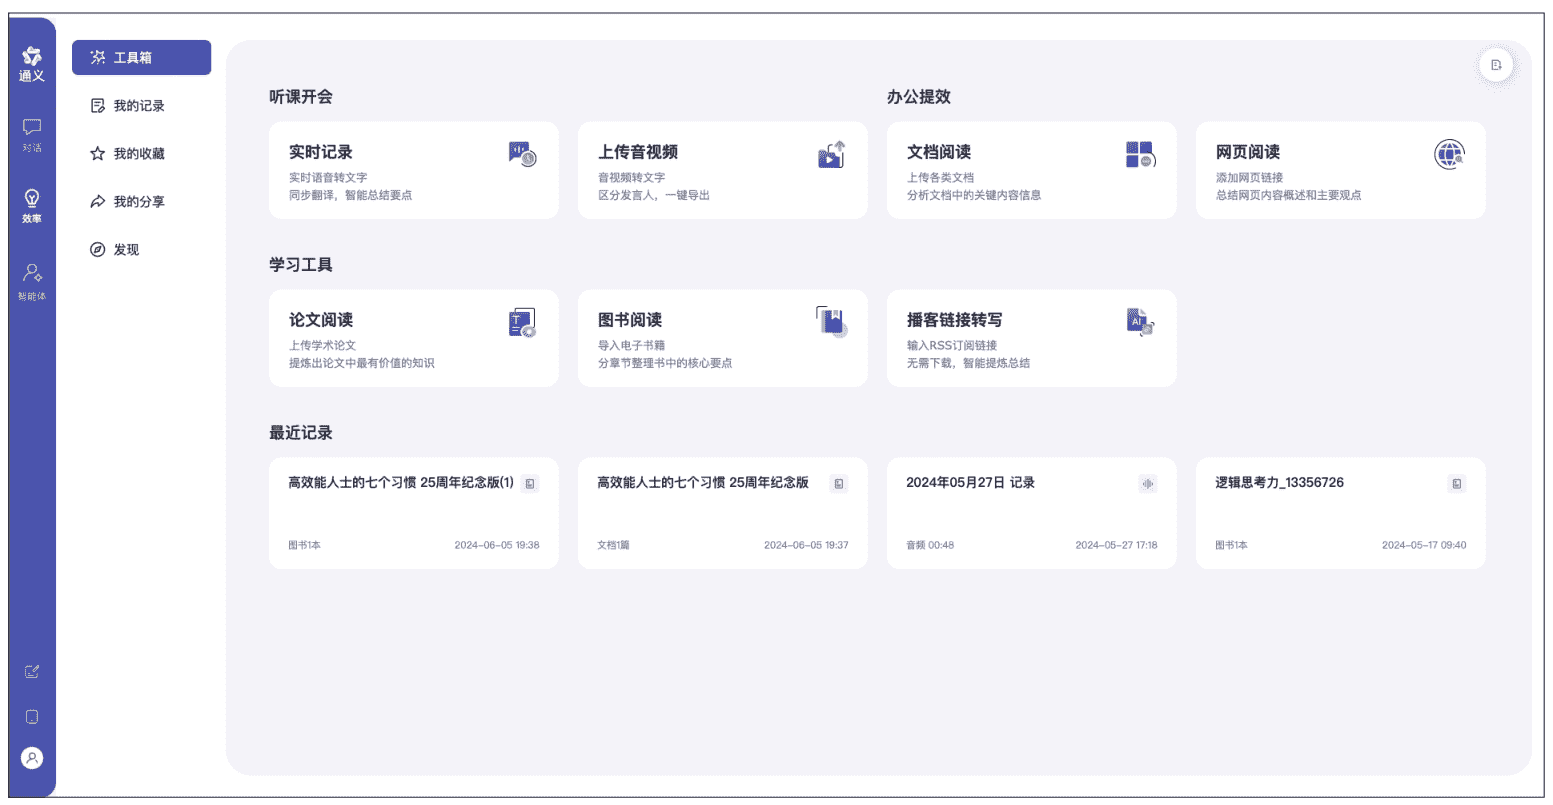 通义
对话
效率
智能体
工具箱
我的记录
我的收藏
我的分享
发现
听课开会
实时记录
实时语音转文字
同步翻译，智能总结要点
上传音视频
音视频转文字
区分发言人，一键导出
办公提效
文档阅读
上传各类文档
分析文档中的关键内容信息
网页阅读
添加网页链接
总结网页内容概述和主要观点
学习工具
论文阅读
上传学术论文
提炼出论文中最有价值的知识
图书阅读
导入电子书籍
分章节整理书中的核心要点
播客链接转写
输入RSS订阅链接
无需下载，智能提炼总结
最近记录
高效能人士的七个习惯 25周年纪念版(1)
图书1本 2024-06-05 19:38
高效能人士的七个习惯 25周年纪念版
文档1篇 2024-06-05 19:37
2024年05月27日 记录
音频 00:48 2024-05-27 17:18
逻辑思考力_13356726
图书1本 2024-05-17 09:40